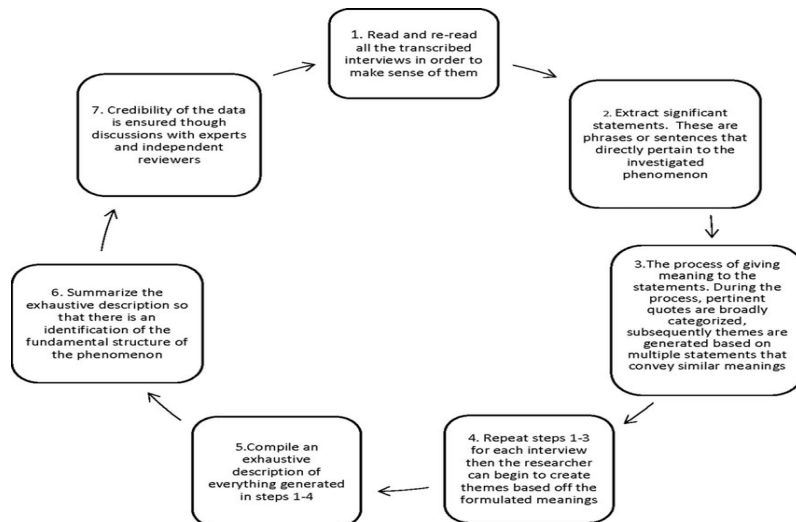 1. Read and re-read
all the transcribed
interviews in order to
make sense of them
2. Extract significant
statements. These are
phrases or sentences that
directly pertain to the
investigated
phenomenon
3.The process of giving
meaning to the
statements. During the
process, pertinent
quotes are broadly
categorized,
subsequently themes are
generated based on
multiple statements that
convey similar meanings
4. Repeat steps 1-3
for each interview
then the researcher
can begin to create
themes based off the
formulated meanings
5.Compile an
exhaustive
description of
everything generated
in steps 1-4
6. Summarize the
exhaustive description so
that there is an
identification of the
fundamental structure of
of the phenomenon
7. Credibility of the data
is ensured though
discussions with experts
and independent
reviewers